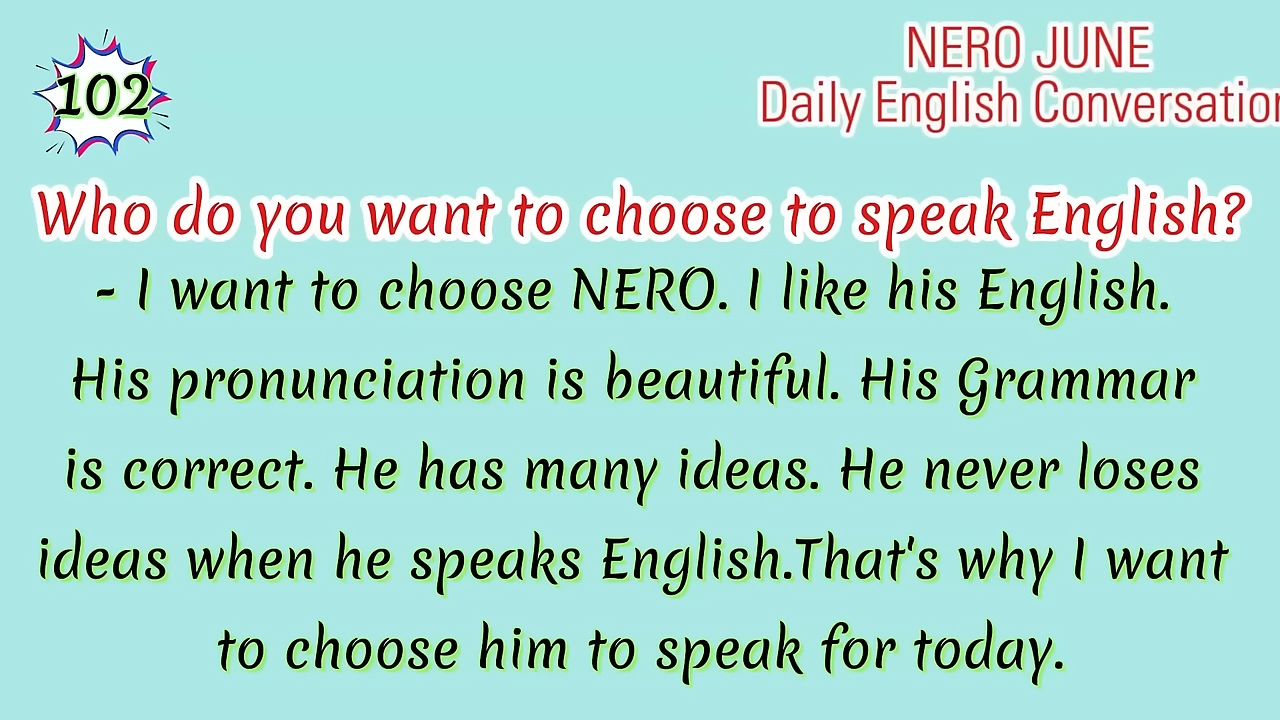 102
NERO JUNE
Daily English Conversation
Who do you want to choose to speak English?
- I want to choose NERO. I like his English.
His pronunciation is beautiful. His Grammar
is correct. He has many ideas. He never loses
ideas when he speaks English.That's why I want
to choose him to speak for today.